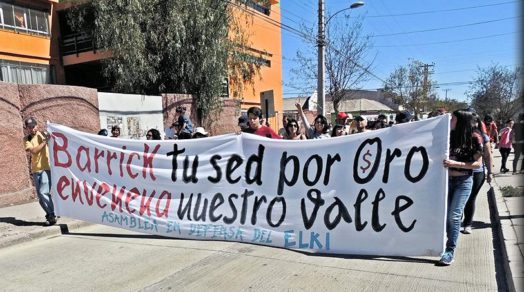 Barrick tu sed por Oro
envenena nuestro valle
ASAMBLEA EN DEFENSA DEL ELKI